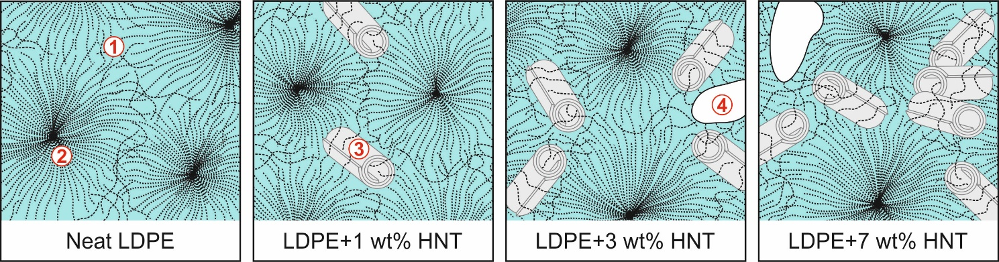 1
2
3
4
Neat LDPE
LDPE+1 wt% HNT
LDPE+3 wt% HNT
LDPE+7 wt% HNT